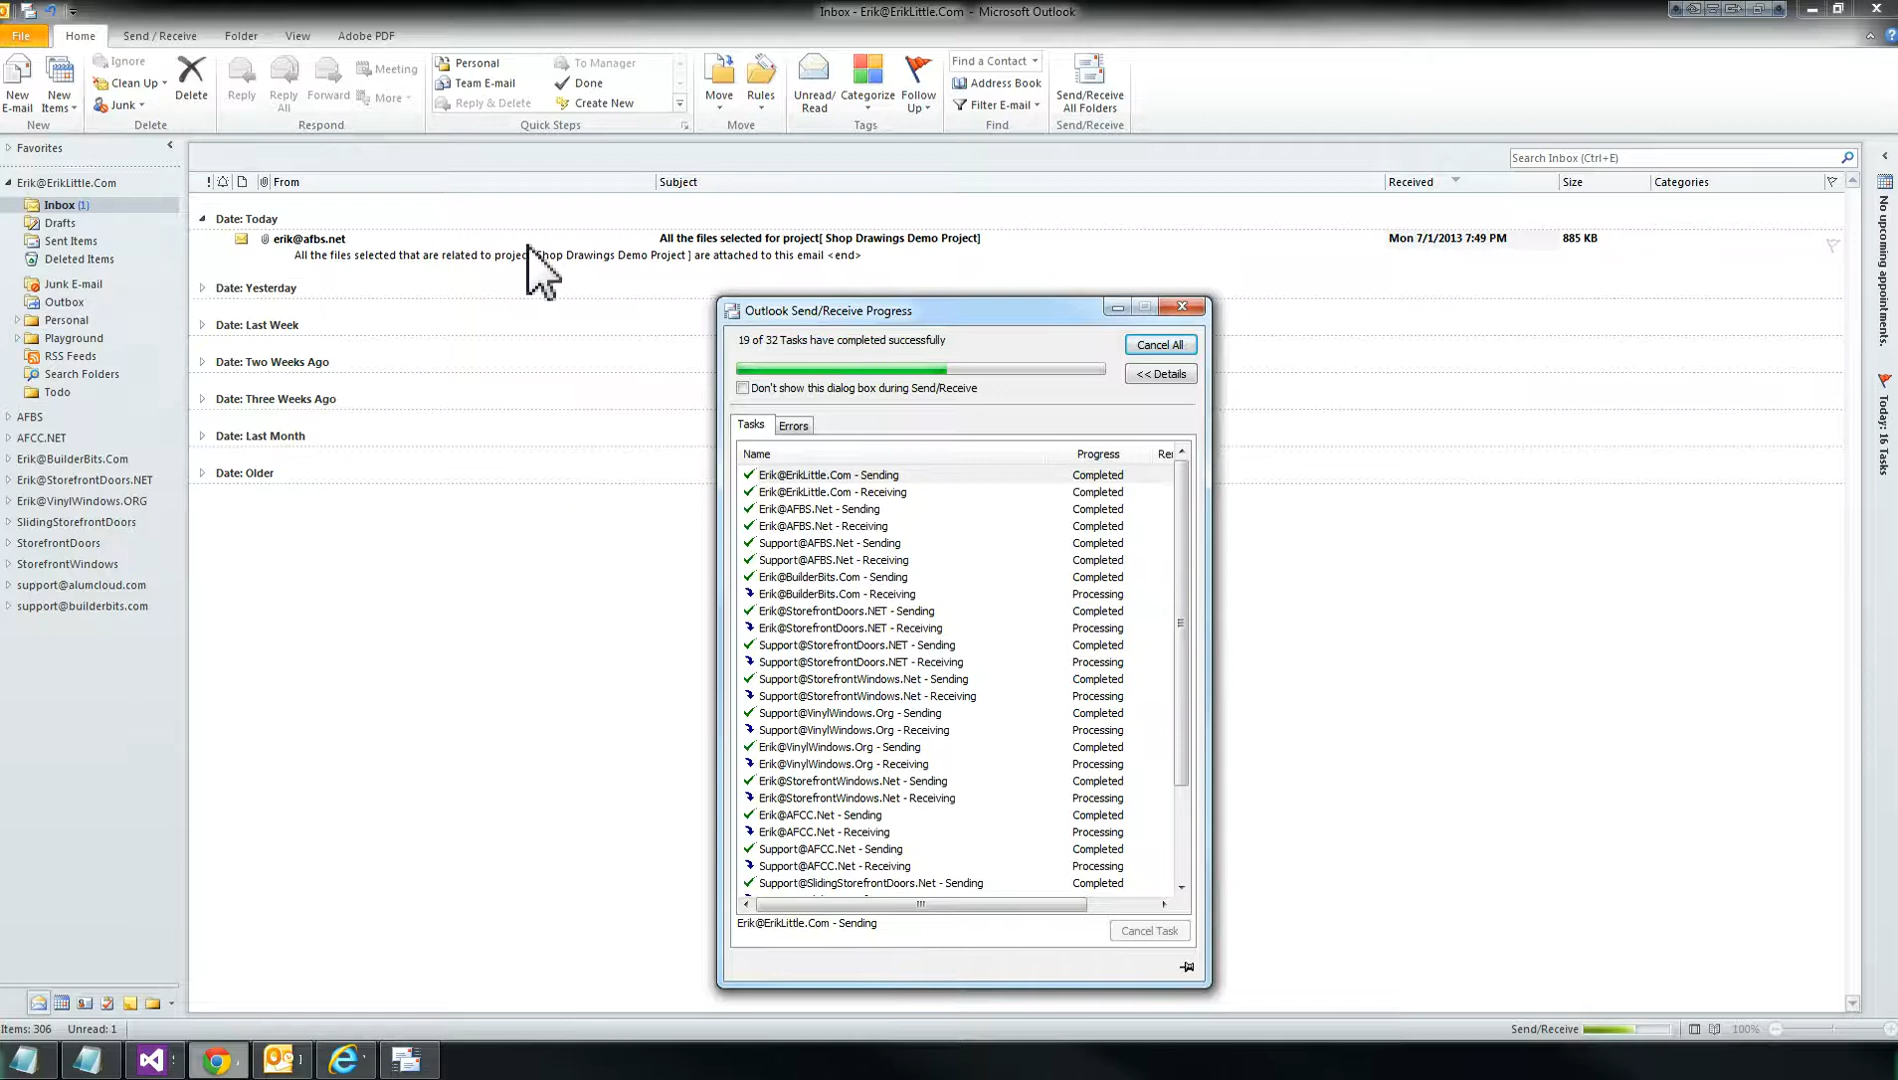 Inbox - Erik@ErikLittle.Com - Microsoft Outlook
File Home Send / Receive Folder View Adobe PDF
New E-mail
New Items
New
Ignore
Clean Up
Junk
Delete
Delete
Reply
Reply All
Forward
Meeting
More
Respond
Personal
Team E-mail
Reply & Delete
To Manager
Done
Create New
Quick Steps
Move
Rules
Move
Unread/ Read
Categorize
Follow Up
Tags
Find a Contact
Address Book
Filter E-mail
Find
Send/Receive All Folders
Send/Receive
Favorites
Erik@ErikLittle.Com
Inbox (1)
Drafts
Sent Items
Deleted Items
Junk E-mail
Outbox
Personal
Playground
RSS Feeds
Search Folders
Todo
AFBS
AFCC.NET
Erik@BuilderBits.Com
Erik@StorefrontDoors.NET
Erik@VinylWindows.ORG
SlidingStorefrontDoors
StorefrontDoors
StorefrontWindows
support@alumcloud.com
support@builderbits.com
Search Inbox (Ctrl+E)
From Subject Received Size Categories
Date: Today
erik@afbs.net All the files selected for project[ Shop Drawings Demo Project] Mon 7/1/2013 7:49 PM 885 KB
All the files selected that are related to project Shop Drawings Demo Project ] are attached to this email <end>
Date: Yesterday
Date: Last Week
Date: Two Weeks Ago
Date: Three Weeks Ago
Date: Last Month
Date: Older
Outlook Send/Receive Progress
19 of 32 Tasks have completed successfully
Cancel All
<< Details
Don't show this dialog box during Send/Receive
Tasks Errors
Name Progress
Erik@ErikLittle.Com - Sending Completed
Erik@ErikLittle.Com - Receiving Completed
Erik@AFBS.Net - Sending Completed
Erik@AFBS.Net - Receiving Completed
Support@AFBS.Net - Sending Completed
Support@AFBS.Net - Receiving Completed
Erik@BuilderBits.Com - Sending Completed
Erik@BuilderBits.Com - Receiving Processing
Erik@StorefrontDoors.NET - Sending Completed
Erik@StorefrontDoors.NET - Receiving Processing
Support@StorefrontDoors.NET - Sending Completed
Support@StorefrontDoors.NET - Receiving Processing
Support@StorefrontWindows.Net - Sending Completed
Support@StorefrontWindows.Net - Receiving Processing
Support@VinylWindows.Org - Sending Completed
Support@VinylWindows.Org - Receiving Processing
Erik@VinylWindows.Org - Sending Completed
Erik@VinylWindows.Org - Receiving Processing
Erik@StorefrontWindows.Net - Sending Completed
Erik@StorefrontWindows.Net - Receiving Processing
Erik@AFCC.Net - Sending Completed
Erik@AFCC.Net - Receiving Processing
Support@AFCC.Net - Sending Completed
Support@AFCC.Net - Receiving Processing
Support@SlidingStorefrontDoors.Net - Sending Completed
Erik@ErikLittle.Com - Sending
Cancel Task
No upcoming appointments.
Today: 16 Tasks
Items: 306 Unread: 1
Send/Receive 100%